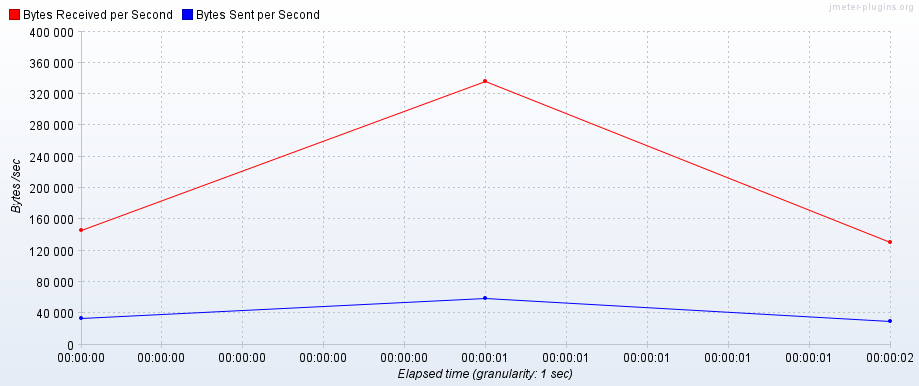 jmeter-plugins.org
Bytes Received per Second Bytes Sent per Second
400 000
360 000
320 000
280 000
240 000
200 000
160 000
120 000
80 000
40 000
0
Bytes /sec
00:00:00 00:00:00 00:00:00 00:00:00 00:00:00 00:00:01 00:00:01 00:00:01 00:00:01 00:00:01 00:00:02
Elapsed time (granularity: 1 sec)